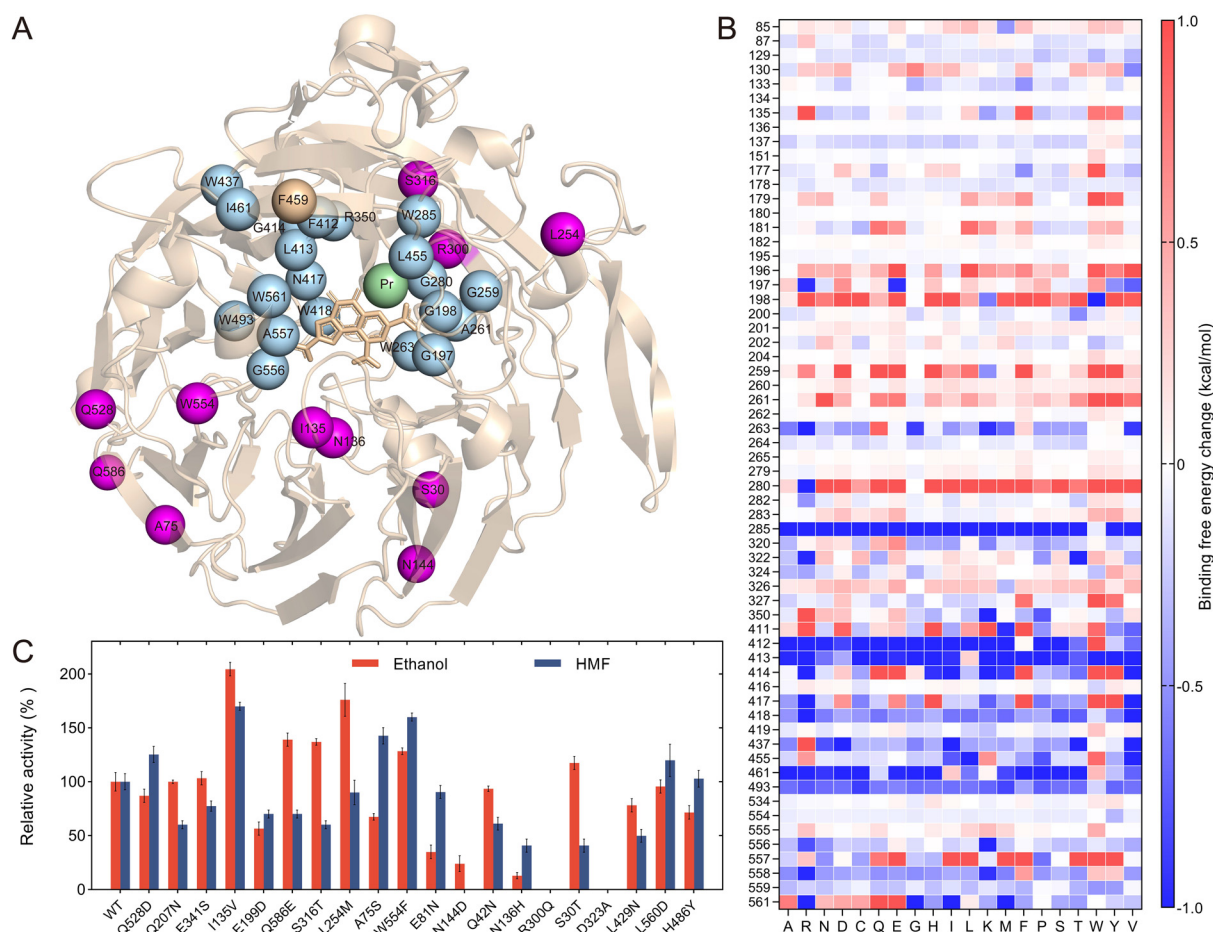 A
W437
I461
G414
F459
F412
R350
S316
W285
L254
L413
L455
R300
N417
Pr
G280
G259
W561
W493
W418
G198
A557
A261
W263
G197
G556
Q528
W554
I135
N136
Q586
S30
A75
N144
B
85
87
129
130
133
134
135
136
137
151
177
178
179
180
181
182
195
196
197
198
200
201
202
204
259
260
261
262
263
264
265
279
280
282
283
285
320
322
324
326
327
350
411
412
413
414
416
417
418
419
437
455
461
493
534
554
555
556
557
559
561
A R N D C Q E G H I L K M F P S T W Y V
1.0
0.5
0
-0.5
-1.0
Binding free energy change (kcal/mol)
C
Ethanol HMF
Relative activity (%)
200
150
100
50
0
WT
Q528D
Q207N
E341S
I135V
E199D
Q586E
S316T
L254M
A75S
W554F
E81N
N144D
Q42N
N136H
R300Q
S30T
D323A
L429N
L560D
H486Y